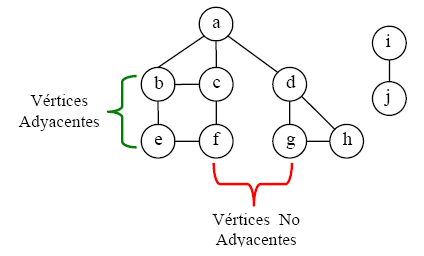 a
i
b
c
d
j
Vértices
Adyacentes
e
f
g
h
Vértices No
Adyacentes